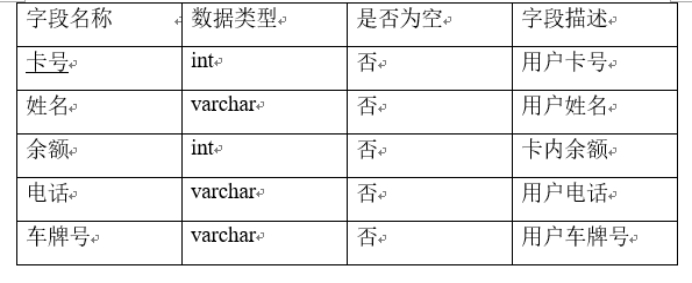 字段名称 数据类型 是否为空 字段描述
卡号 int 否 用户卡号
姓名 varchar 否 用户姓名
余额 int 否 卡内余额
电话 varchar 否 用户电话
车牌号 varchar 否 用户车牌号